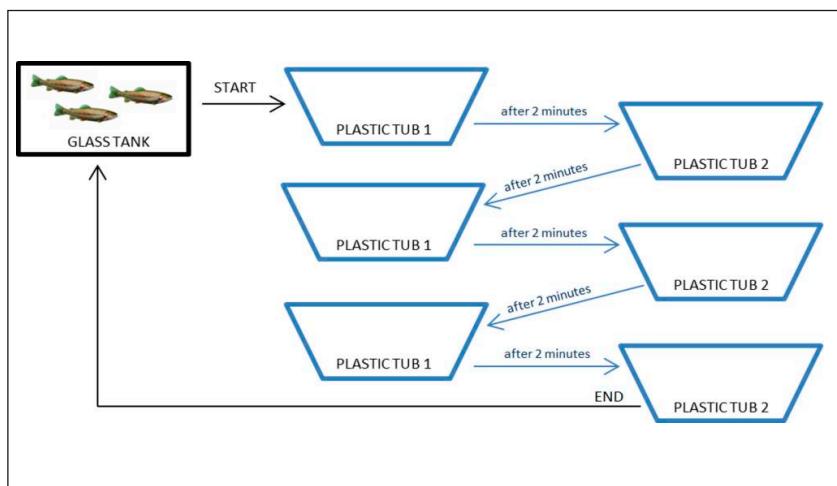 START
PLASTIC TUB 1
GLASS TANK
after 2 minutes
PLASTIC TUB 2
after 2 minutes
PLASTIC TUB 1
after 2 minutes
PLASTIC TUB 2
after 2 minutes
PLASTIC TUB 1
after 2 minutes
PLASTIC TUB 2
END